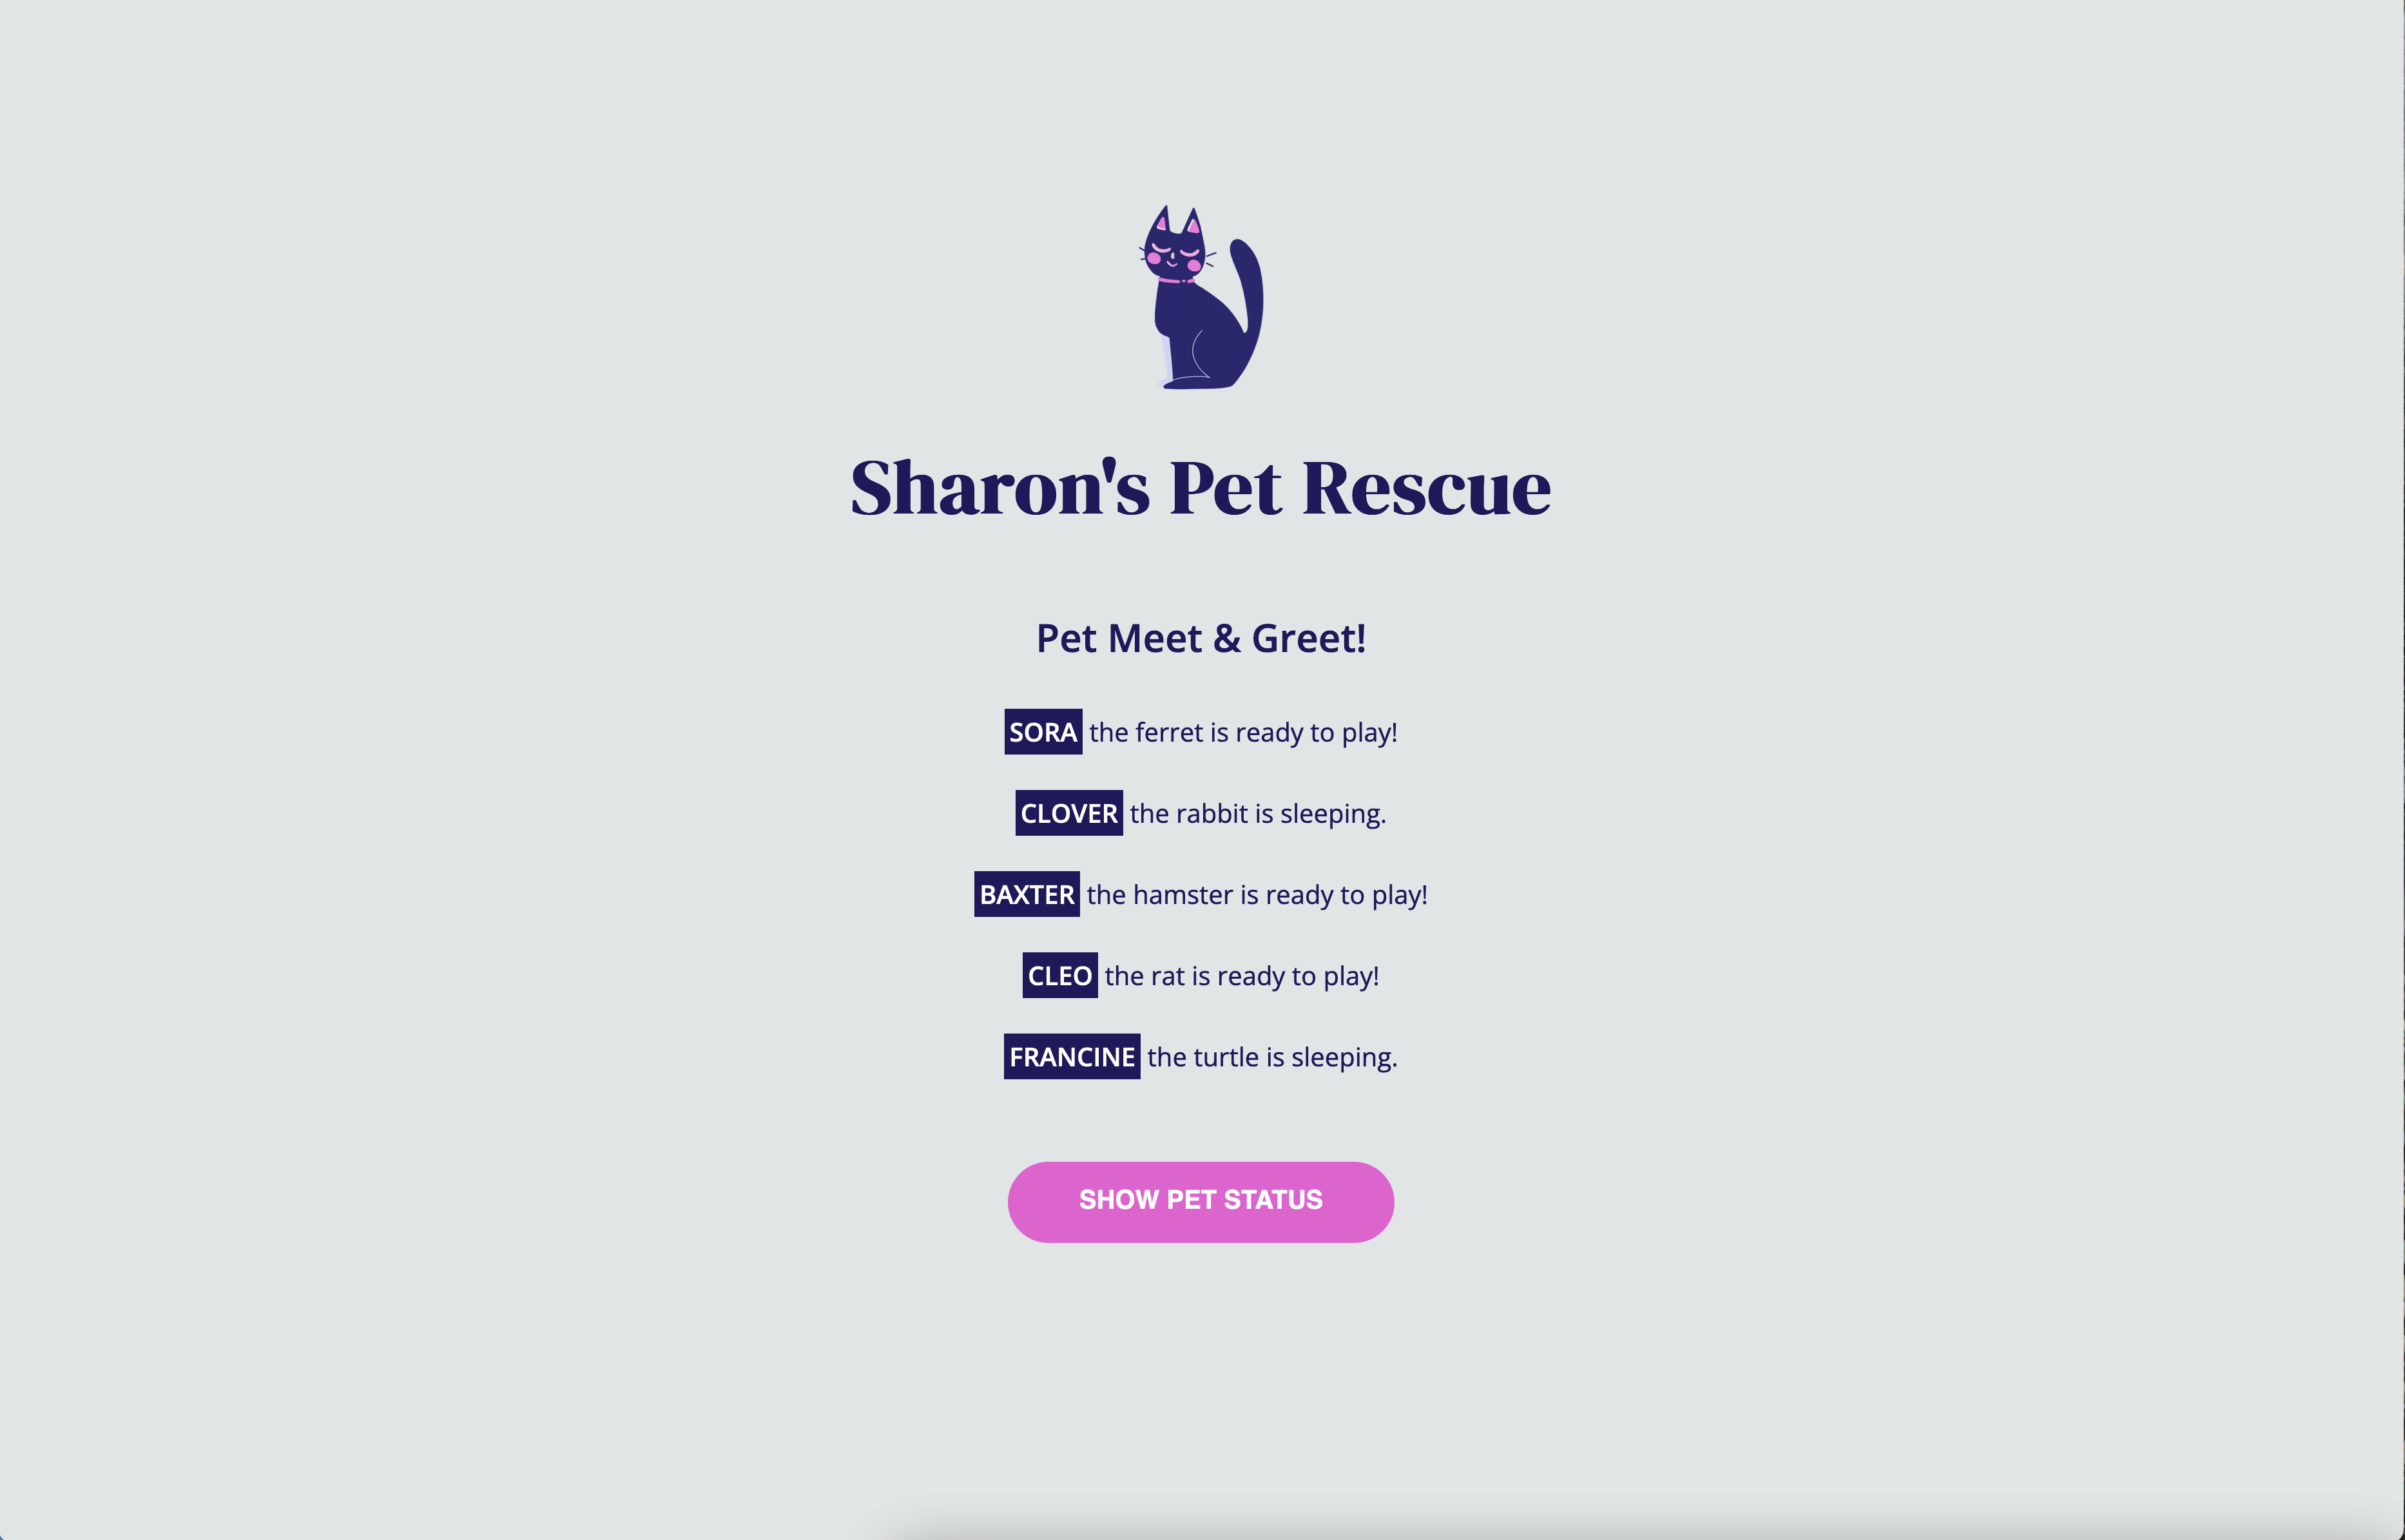 Sharon's Pet Rescue
Pet Meet & Greet!
SORA the ferret is ready to play!
CLOVER the rabbit is sleeping.
BAXTER the hamster is ready to play!
CLEO the rat is ready to play!
FRANCINE the turtle is sleeping.
SHOW PET STATUS